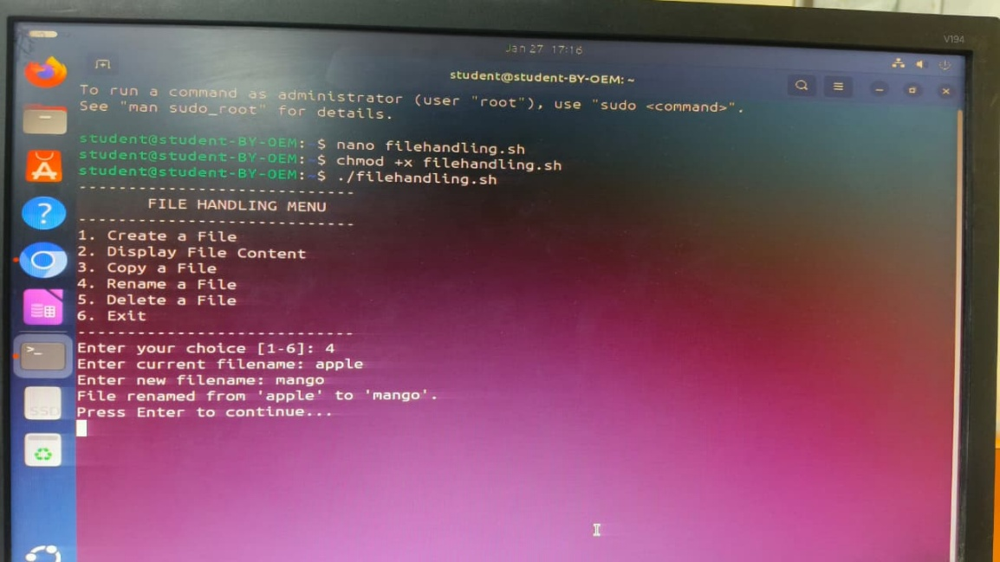 V194
Jan 27 17:16
student@student-BY-OEM: ~
To run a command as administrator (user "root"), use "sudo <command>".
See "man sudo_root" for details.
student@student-BY-OEM:~$ nano filehandling.sh
student@student-BY-OEM:~$ chmod +x filehandling.sh
student@student-BY-OEM:~$ ./filehandling.sh
----------------------------
FILE HANDLING MENU
----------------------------
1. Create a File
2. Display File Content
3. Copy a File
4. Rename a File
5. Delete a File
6. Exit
----------------------------
Enter your choice [1-6]: 4
Enter current filename: apple
Enter new filename: mango
File renamed from 'apple' to 'mango'.
Press Enter to continue...
SSD